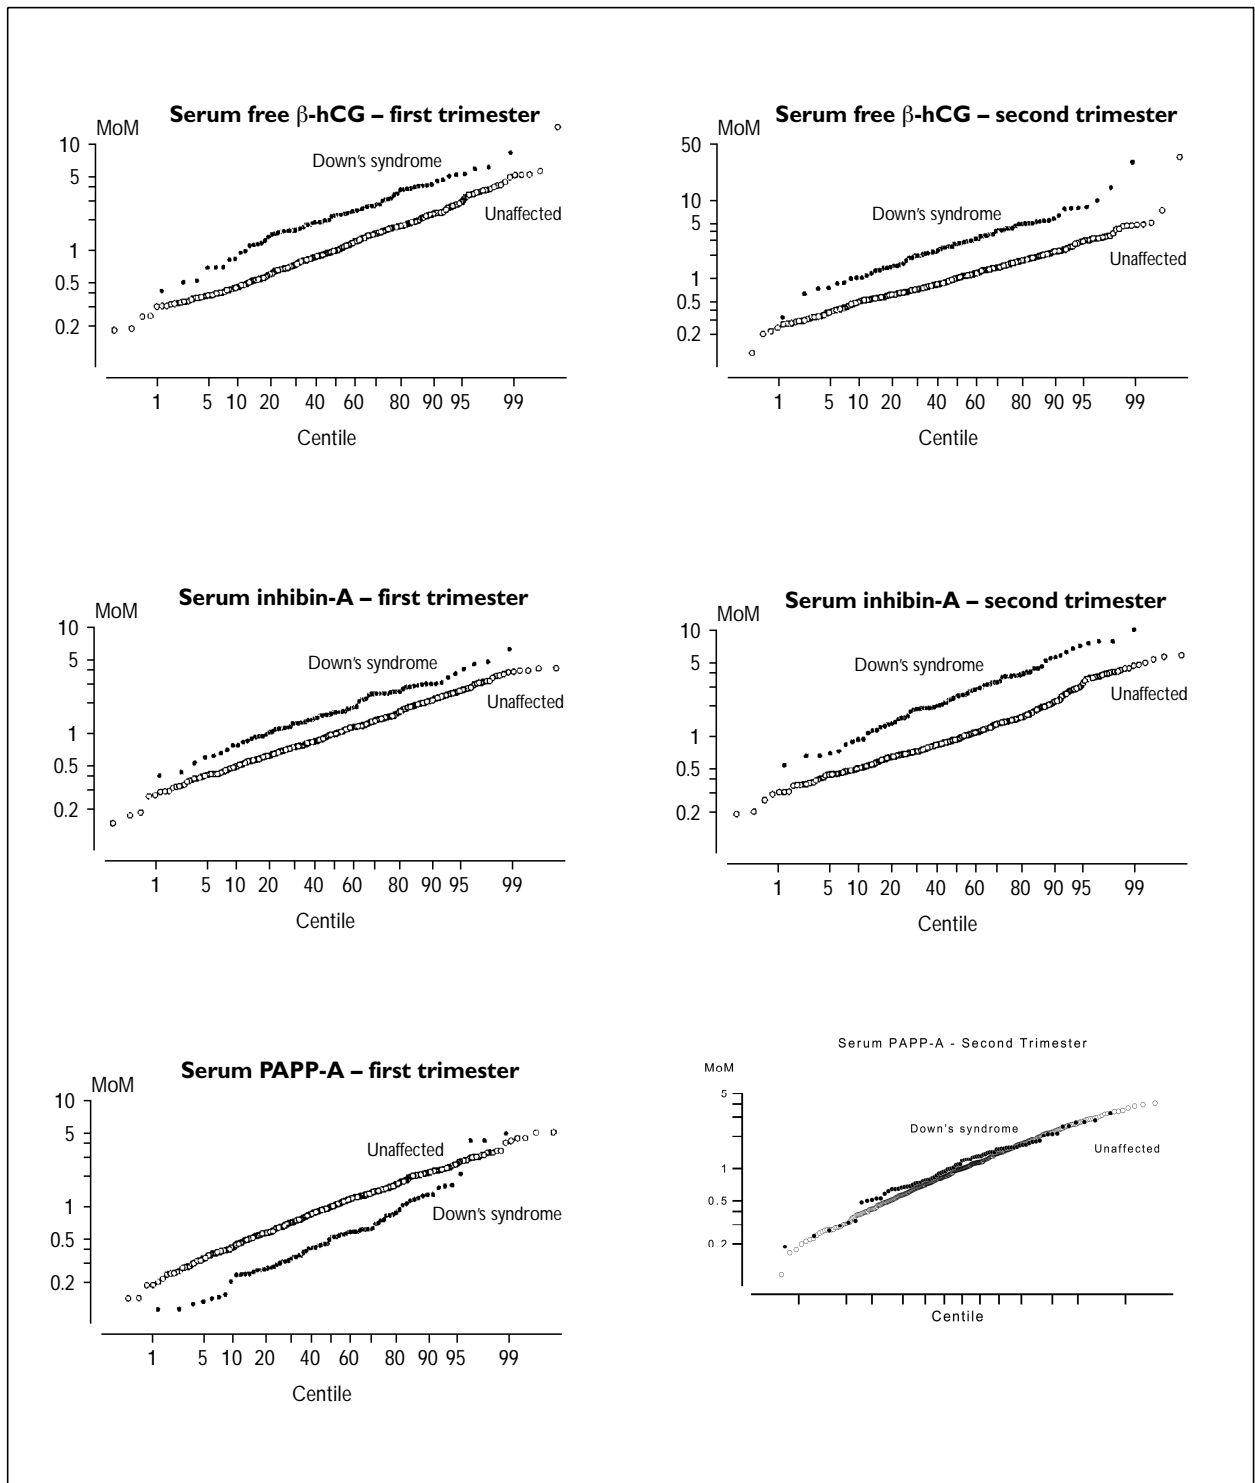 Serum free β-hCG – first trimester
MoM
10
5
1
0.5
0.2
Down's syndrome
Unaffected
1 5 10 20 40 60 80 90 95 99
Centile
Serum free β-hCG – second trimester
MoM
50
10
5
1
0.5
0.2
Down's syndrome
Unaffected
1 5 10 20 40 60 80 90 95 99
Centile
Serum inhibin-A – first trimester
MoM
10
5
1
0.5
0.2
Down's syndrome
Unaffected
1 5 10 20 40 60 80 90 95 99
Centile
Serum inhibin-A – second trimester
MoM
10
5
1
0.5
0.2
Down's syndrome
Unaffected
1 5 10 20 40 60 80 90 95 99
Centile
Serum PAPP-A – first trimester
MoM
10
5
1
0.5
0.2
Unaffected
Down's syndrome
1 5 10 20 40 60 80 90 95 99
Centile
Serum PAPP-A - Second Trimester
MoM
5
1
0.5
0.2
Down's syndrome
Unaffected
Centile